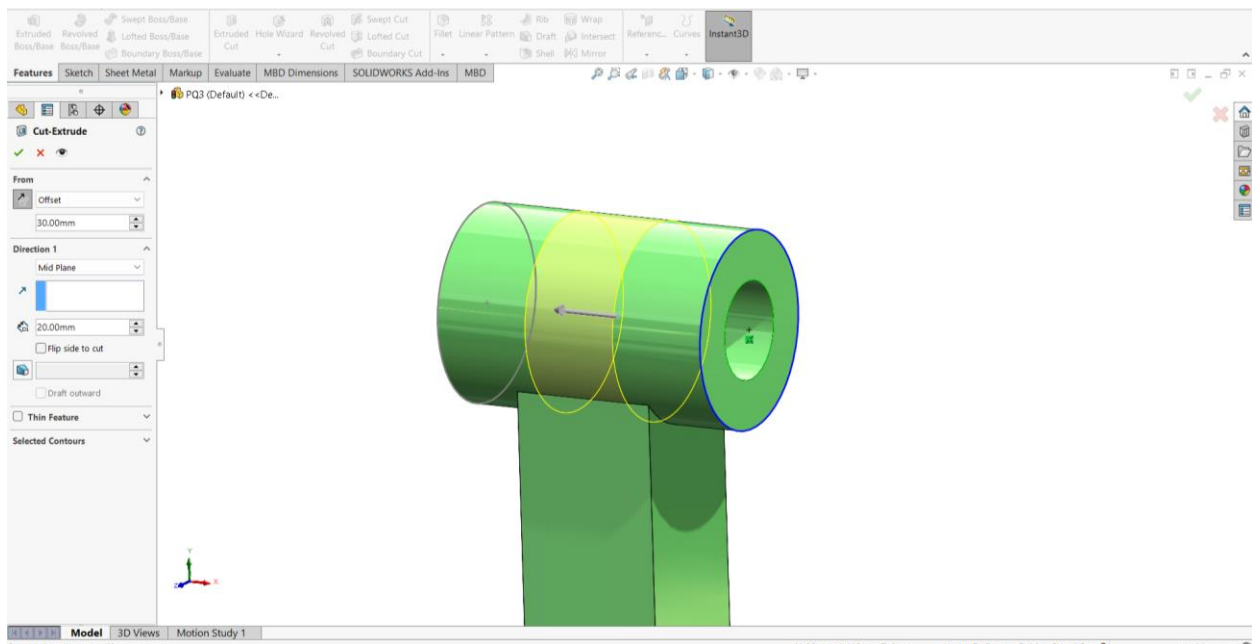 Extruded Boss/Base
Revolved Boss/Base
Swept Boss/Base
Lofted Boss/Base
Boundary Boss/Base
Extruded Cut
Hole Wizard
Revolved Cut
Swept Cut
Lofted Cut
Boundary Cut
Fillet
Linear Pattern
Rib
Draft
Shell
Wrap
Intersect
Mirror
Referenc...
Curves
Instant3D
Features Sketch Sheet Metal Markup Evaluate MBD Dimensions SOLIDWORKS Add-Ins MBD
PQ3 (Default) <<De...
Cut-Extrude
From
Offset
30.00mm
Direction 1
Mid Plane
20.00mm
Flip side to cut
Draft outward
Thin Feature
Selected Contours
Y
X
Z
Model 3D Views Motion Study 1